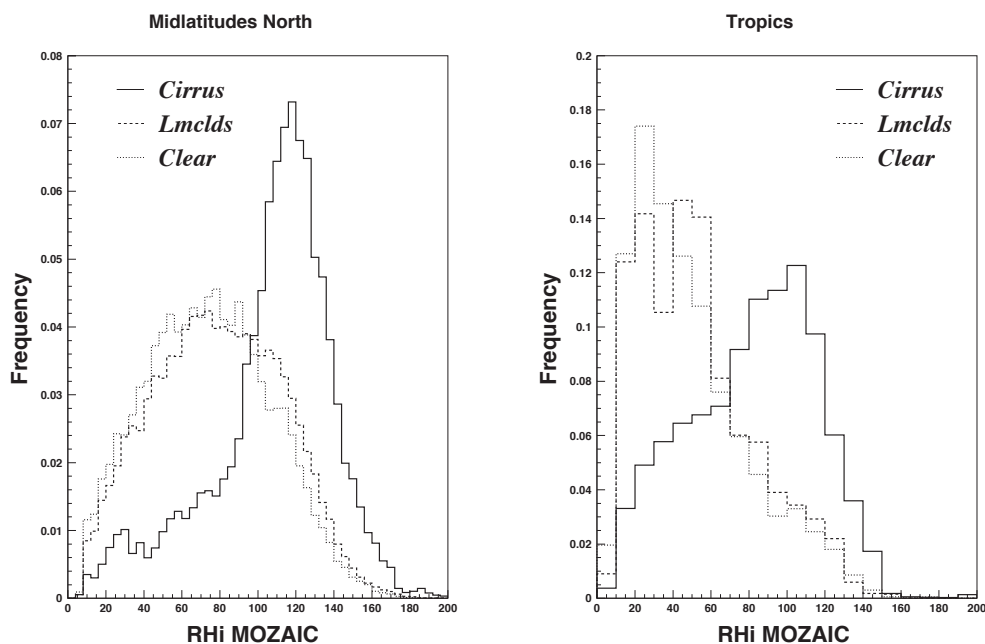 Midlatitudes North
Frequency
0.08
0.07
0.06
0.05
0.04
0.03
0.02
0.01
0
Cirrus
Lmclds
Clear
0 20 40 60 80 100 120 140 160 180 200
RHi MOZAIC
Tropics
Frequency
0.2
0.18
0.16
0.14
0.12
0.1
0.08
0.06
0.04
0.02
0
Cirrus
Lmclds
Clear
0 20 40 60 80 100 120 140 160 180 200
RHi MOZAIC